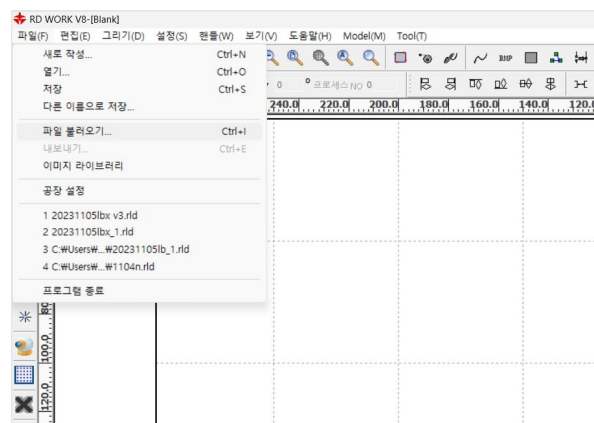 RD WORK V8-[Blank]
파일(F) 편집(E) 그리기(D) 설정(S) 핸들(W) 보기(V) 도움말(H) Model(M) Tool(T)
새로 작성... Ctrl+N
열기... Ctrl+O
저장 Ctrl+S
다른 이름으로 저장...
파일 불러오기... Ctrl+I
내보내기... Ctrl+E
이미지 라이브러리
공장 설정
1 20231105lbx v3.rld
2 20231105lbx_1.rld
3 C:₩Users₩...₩20231105lb_1.rld
4 C:₩Users₩...₩1104n.rld
프로그램 종료
BMP
0 ° 프로세스 NO 0
240.0 220.0 200.0 180.0 160.0 140.0 120.0
80
100.0
120.0